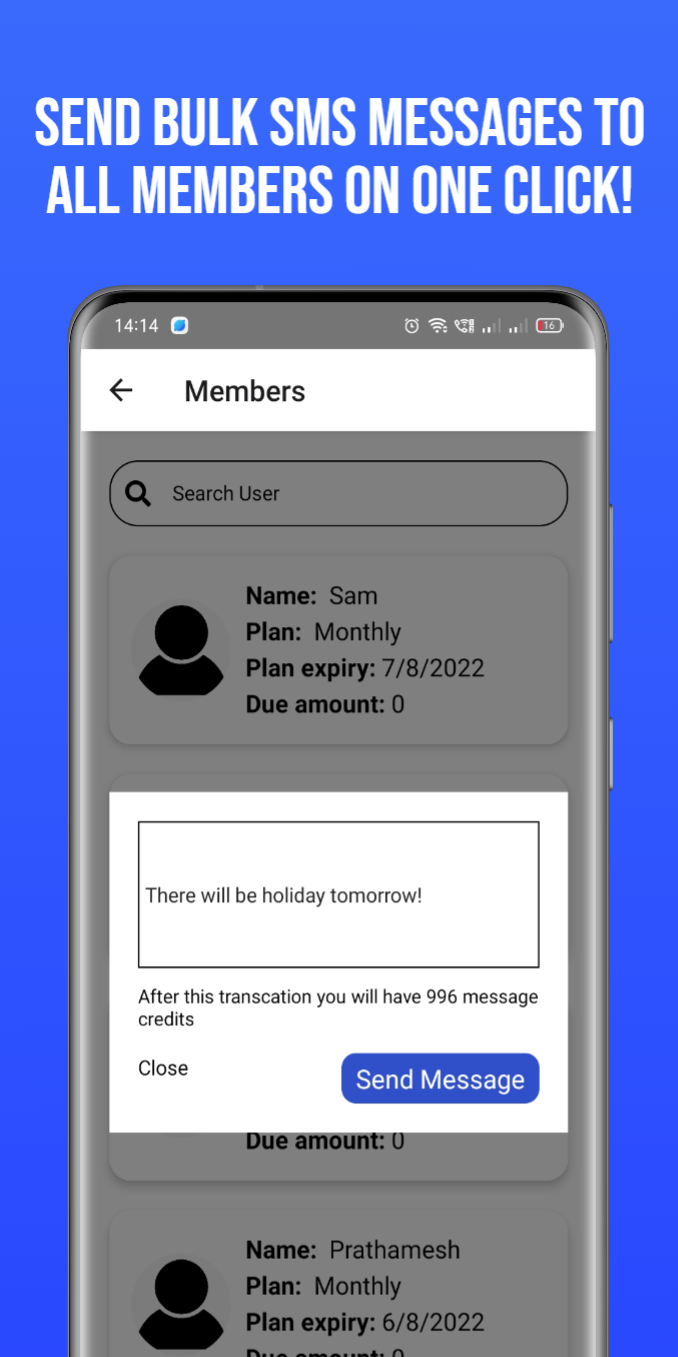 SEND BULK SMS MESSAGES TO
ALL MEMBERS ON ONE CLICK!
14:14
16
Members
Search User
Name: Sam
Plan: Monthly
Plan expiry: 7/8/2022
Due amount: 0
There will be holiday tomorrow!
After this transcation you will have 996 message
credits
Close
Send Message
Due amount: 0
Name: Prathamesh
Plan: Monthly
Plan expiry: 6/8/2022
Due amount: 0